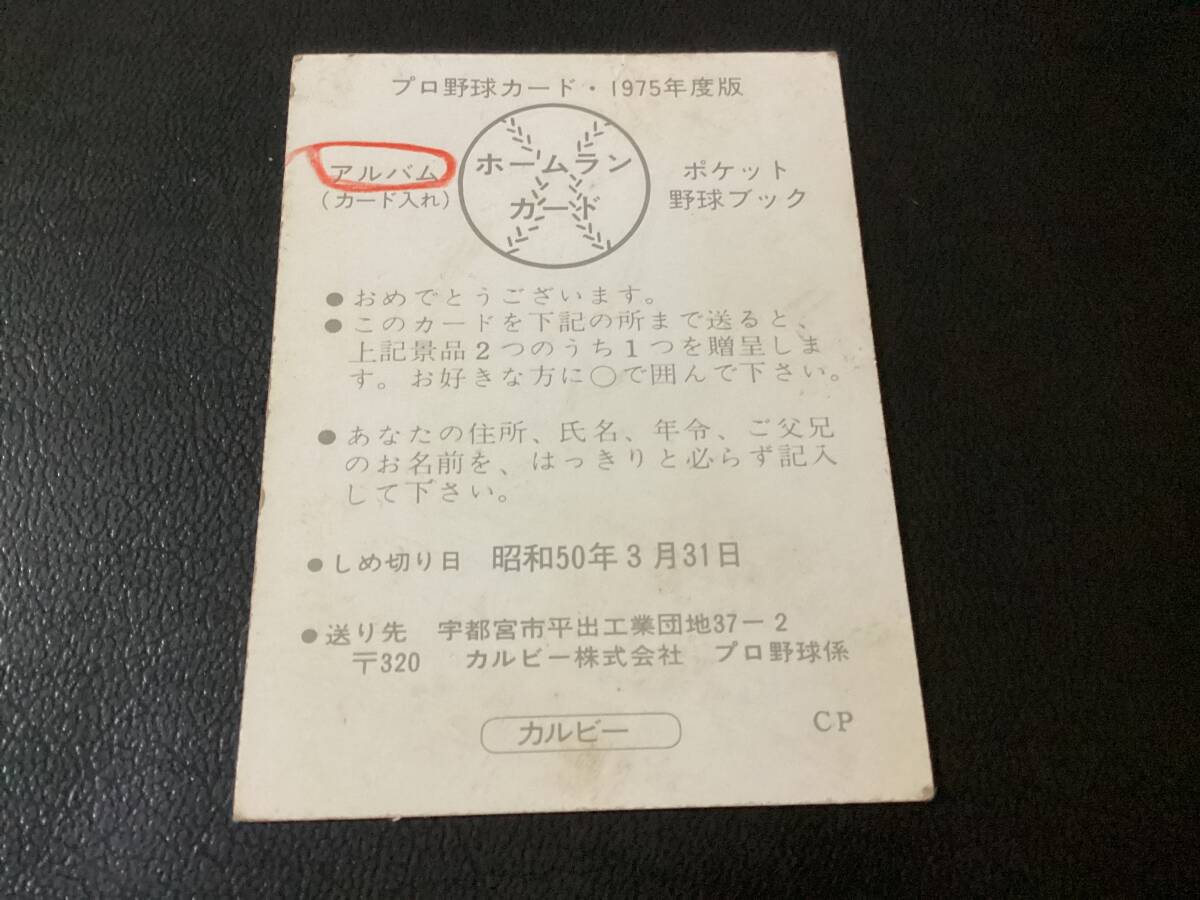 プロ野球カード・1975年度版
アルバム
(カード入れ)
ホームラン
カード
ポケット
野球ブック
●おめでとうございます。
●このカードを下記の所まで送ると、
上記景品2つのうち1つを贈呈しま
す。お好きな方に○で囲んで下さい。
●あなたの住所、氏名、年令、ご父兄
のお名前を、はっきりと必らず記入
して下さい。
●しめ切り日 昭和50年3月31日
●送り先 宇都宮市平出工業団地37-2
〒320 カルビー株式会社 プロ野球係
カルビー
CP